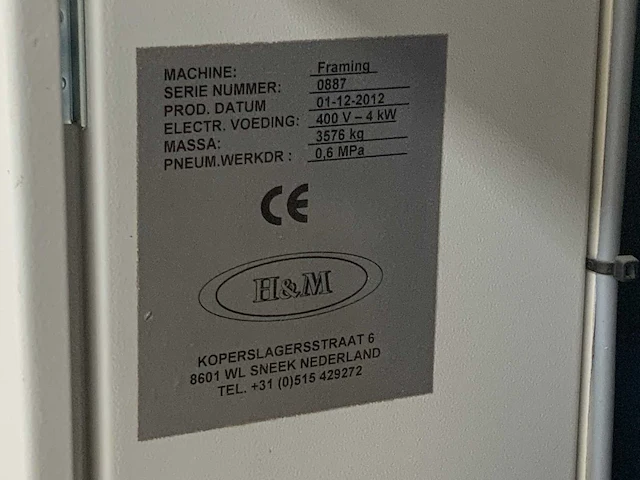 MACHINE: Framing
SERIE NUMMER: 0887
PROD. DATUM 01-12-2012
ELECTR. VOEDING: 400 V – 4 kW
MASSA: 3576 kg
PNEUM.WERKDR : 0,6 MPa
CE
H&M
KOPERSLAGERSSTRAAT 6
8601 WL SNEEK NEDERLAND
TEL. +31 (0)515 429272